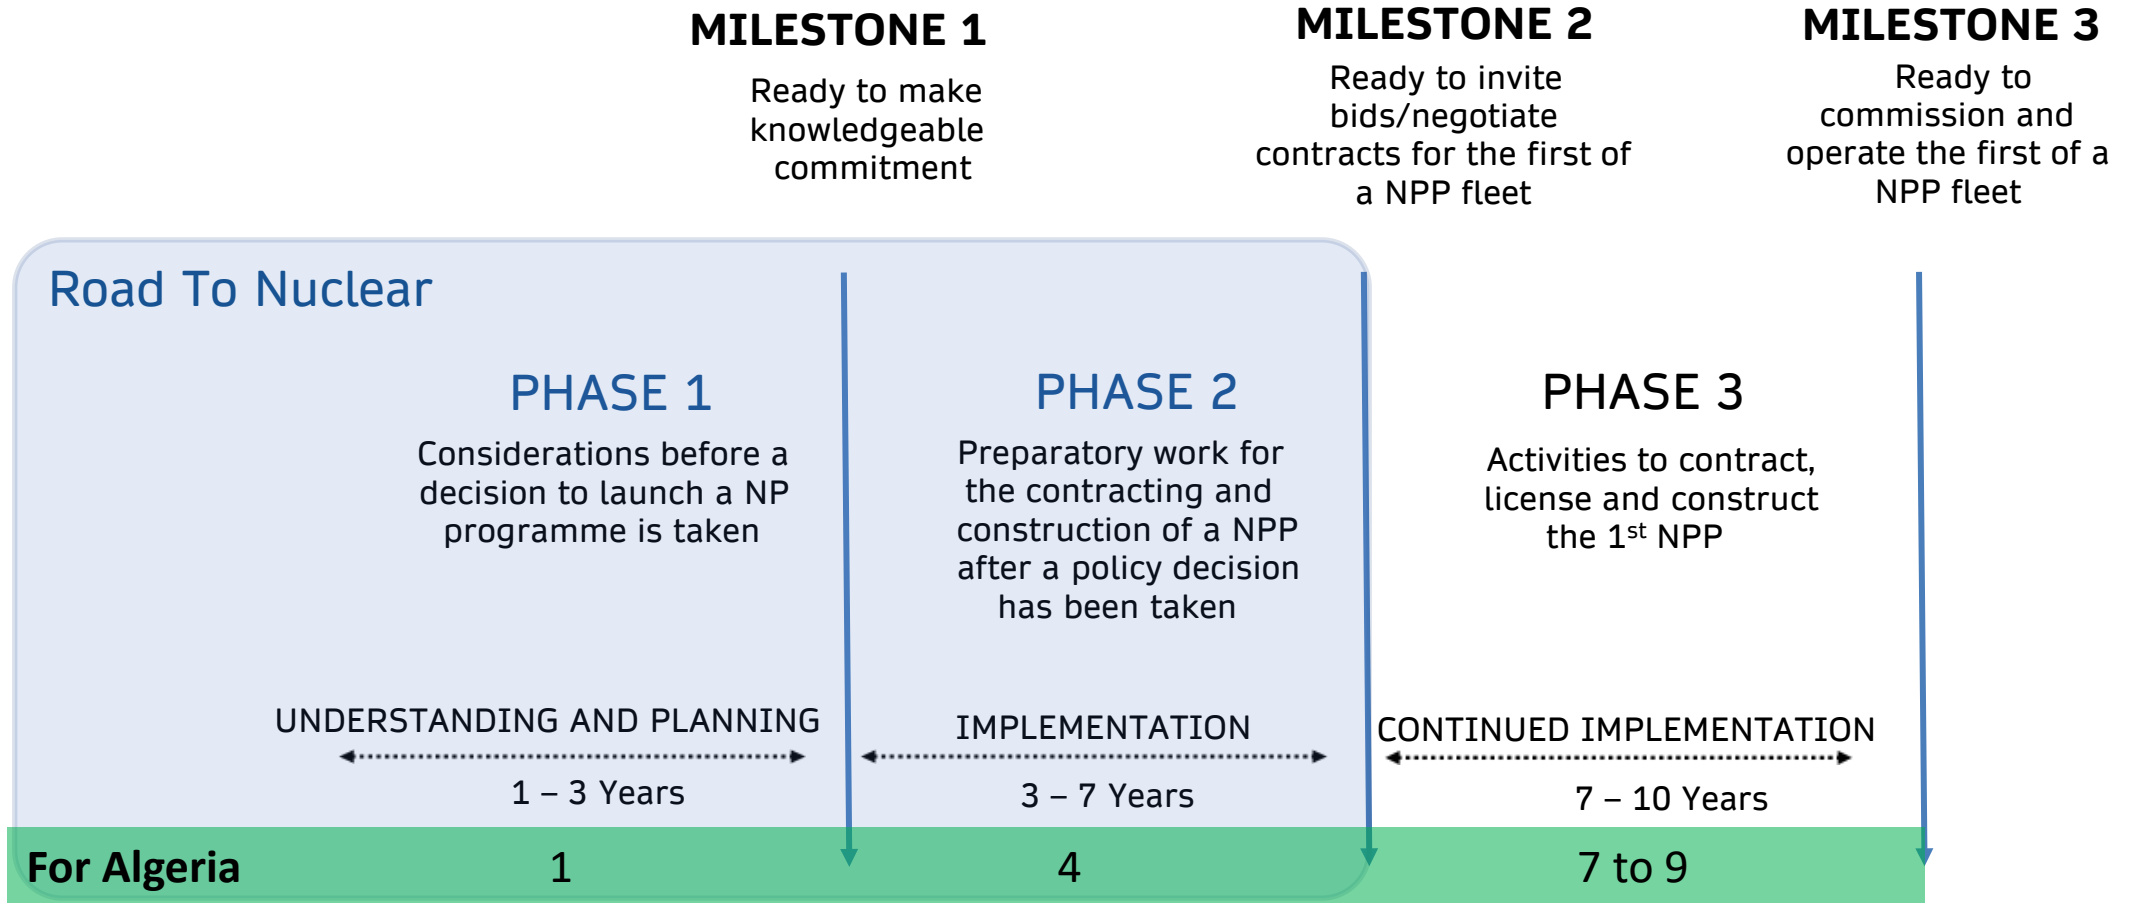 MILESTONE 1
Ready to make
knowledgeable
commitment
MILESTONE 2
Ready to invite
bids/negotiate
contracts for the first of
a NPP fleet
MILESTONE 3
Ready to
commission and
operate the first of a
NPP fleet
Road To Nuclear
PHASE 1
Considerations before a
decision to launch a NP
programme is taken
PHASE 2
Preparatory work for
the contracting and
construction of a NPP
after a policy decision
has been taken
PHASE 3
Activities to contract,
license and construct
the 1st NPP
UNDERSTANDING AND PLANNING
1 – 3 Years
IMPLEMENTATION
3 – 7 Years
CONTINUED IMPLEMENTATION
7 – 10 Years
For Algeria 1 4 7 to 9